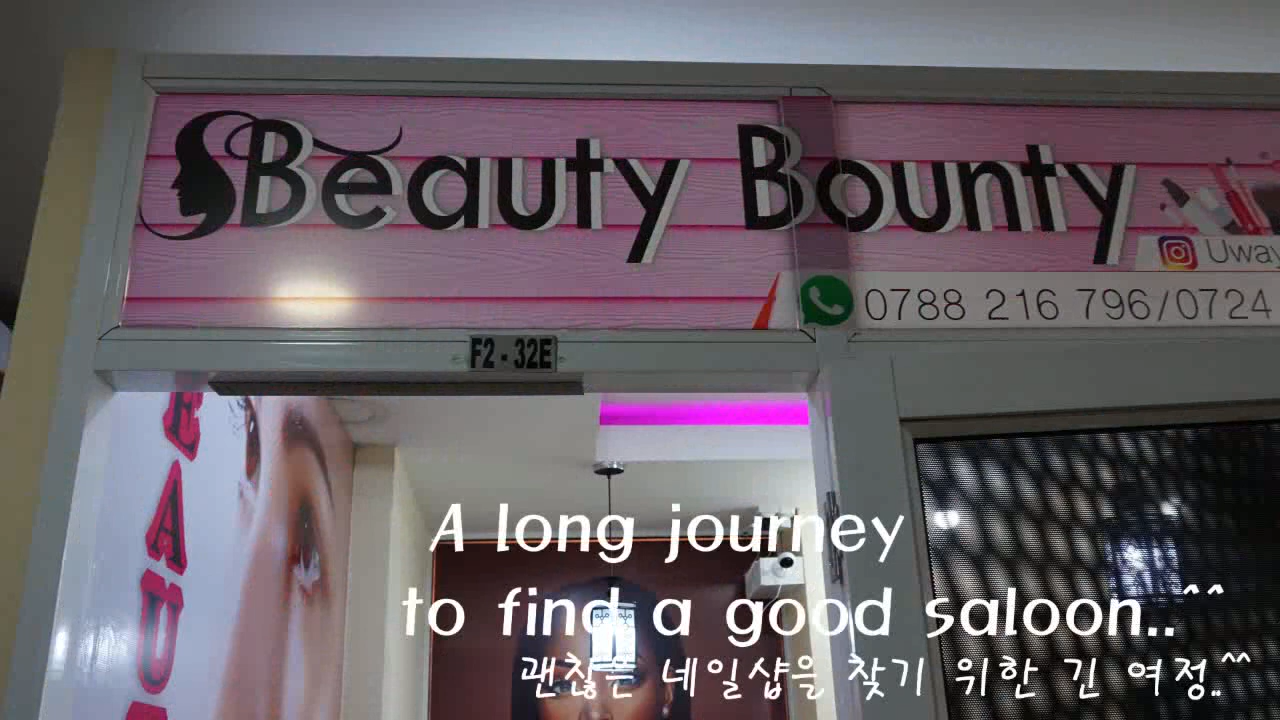 Beauty Bounty
0788 216 796/0724
F2 - 32E
A long journey
to find a good saloon..^^
괜찮은 네일샵을 찾기 위한 긴 여정..^^